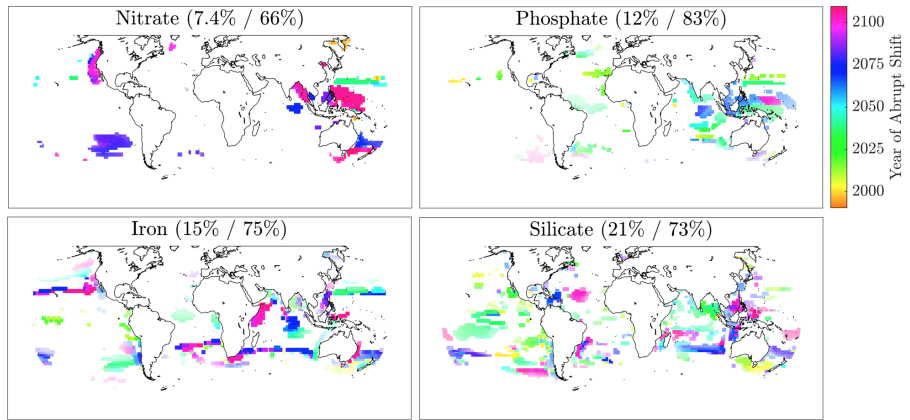 Nitrate (7.4% / 66%)
Phosphate (12% / 83%)
Iron (15% / 75%)
Silicate (21% / 73%)
2100
2075
2050
2025
2000
Year of Abrupt Shift